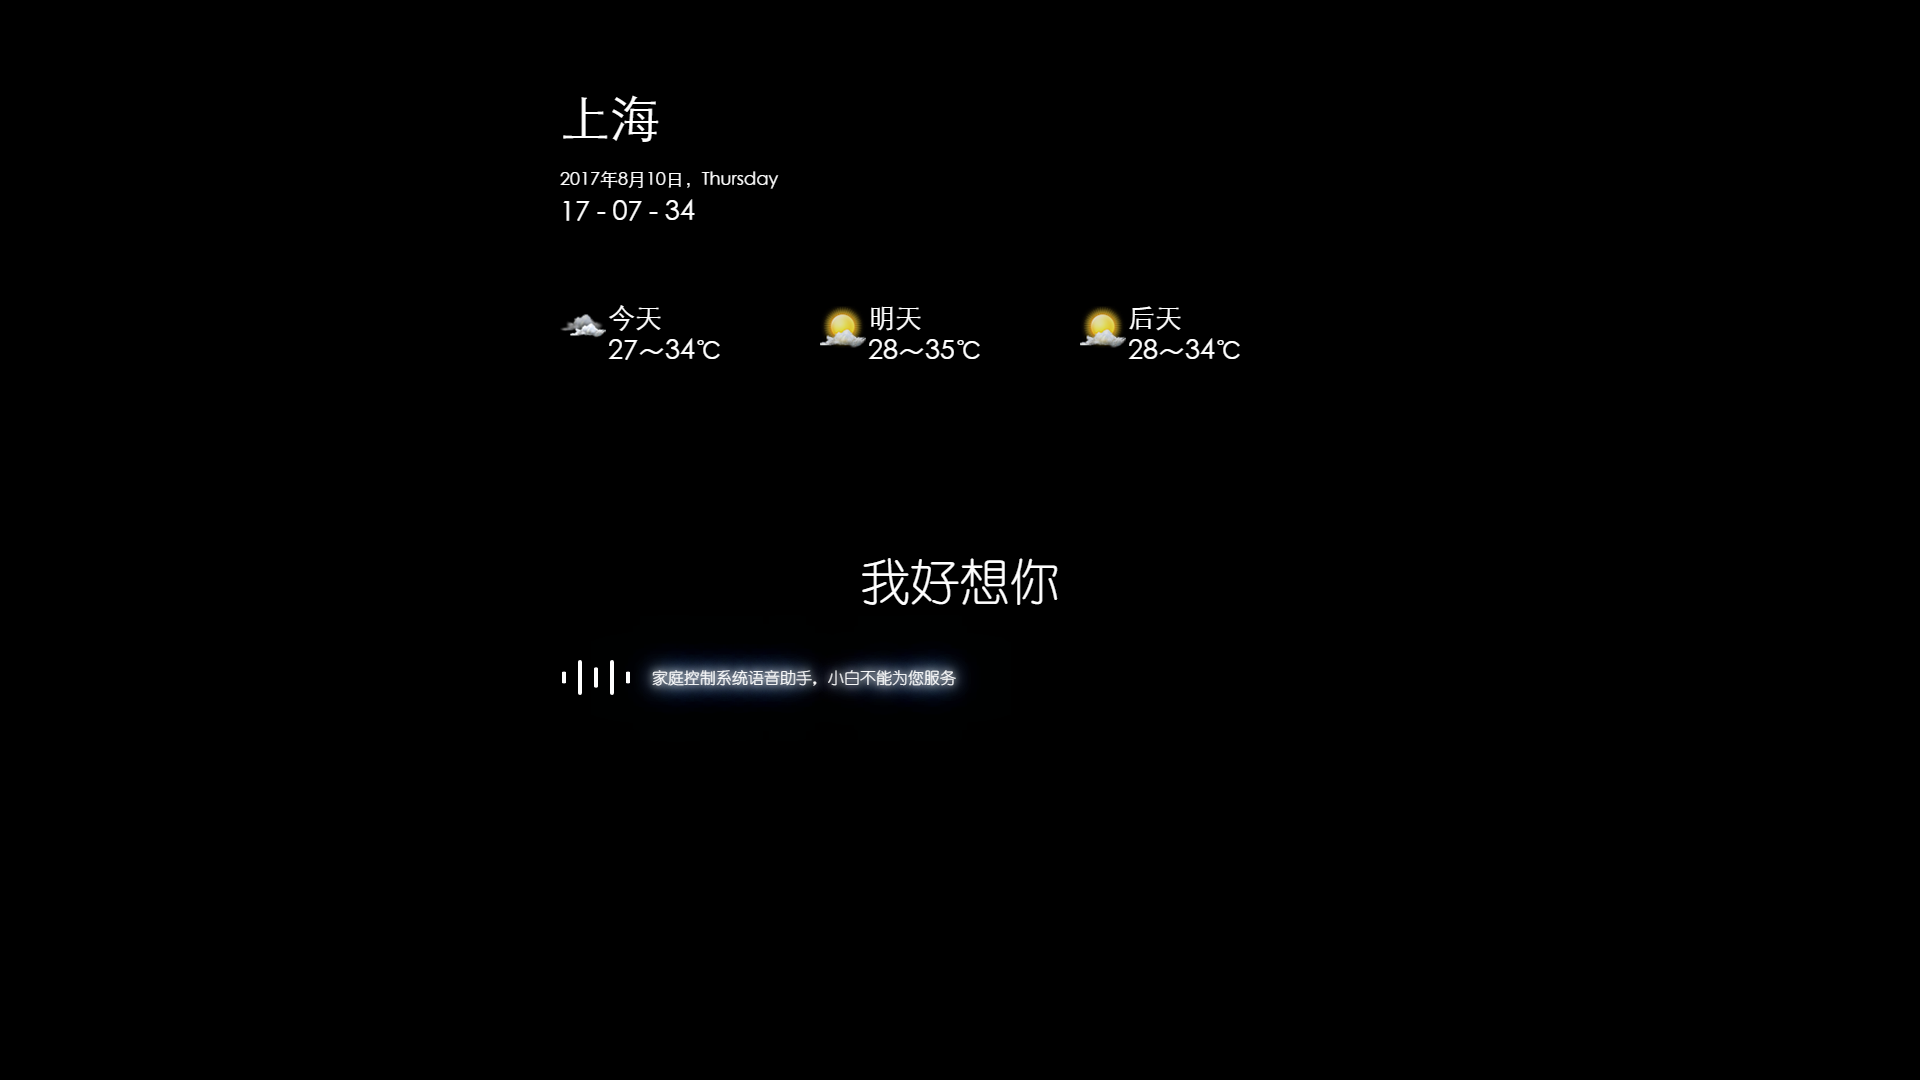 上海
2017年8月10日，Thursday
17 - 07 - 34
今天
27～34℃
明天
28～35℃
后天
28～34℃
我好想你
家庭控制系统语音助手，小白不能为您服务